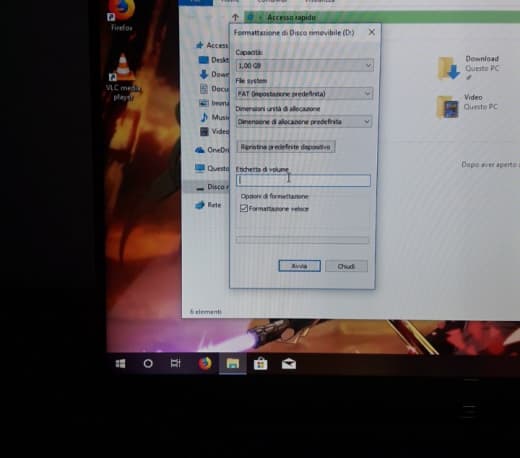 Firefox
VLC media
player
Accesso rapido
Formattazione di Disco rimovibile (D:)
Capacità:
1,00 GB
File system
FAT (impostazione predefinita)
Dimensioni unità di allocazione
Dimensione di allocazione predefinita
Ripristina predefinite dispositivo
Etichetta di volume
Opzioni di formattazione
Formattazione veloce
Avvia
Chiudi
Access
Deskt
Down
Docu
Musi
Video
OneDri
Questo
Disco r
Rete
Download
Questo PC
Video
Questo PC
Dopo aver aperto
6 elementi